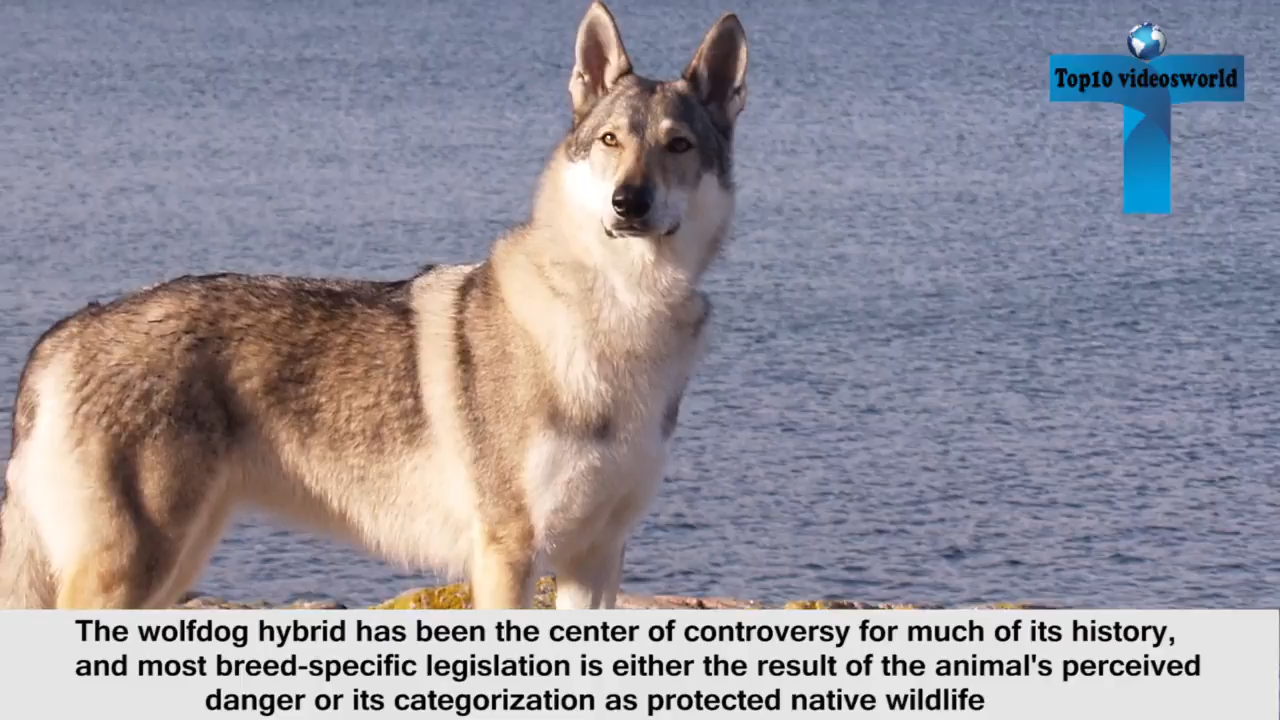 Top10 videosworld
The wolfdog hybrid has been the center of controversy for much of its history,
and most breed-specific legislation is either the result of the animal's perceived
danger or its categorization as protected native wildlife